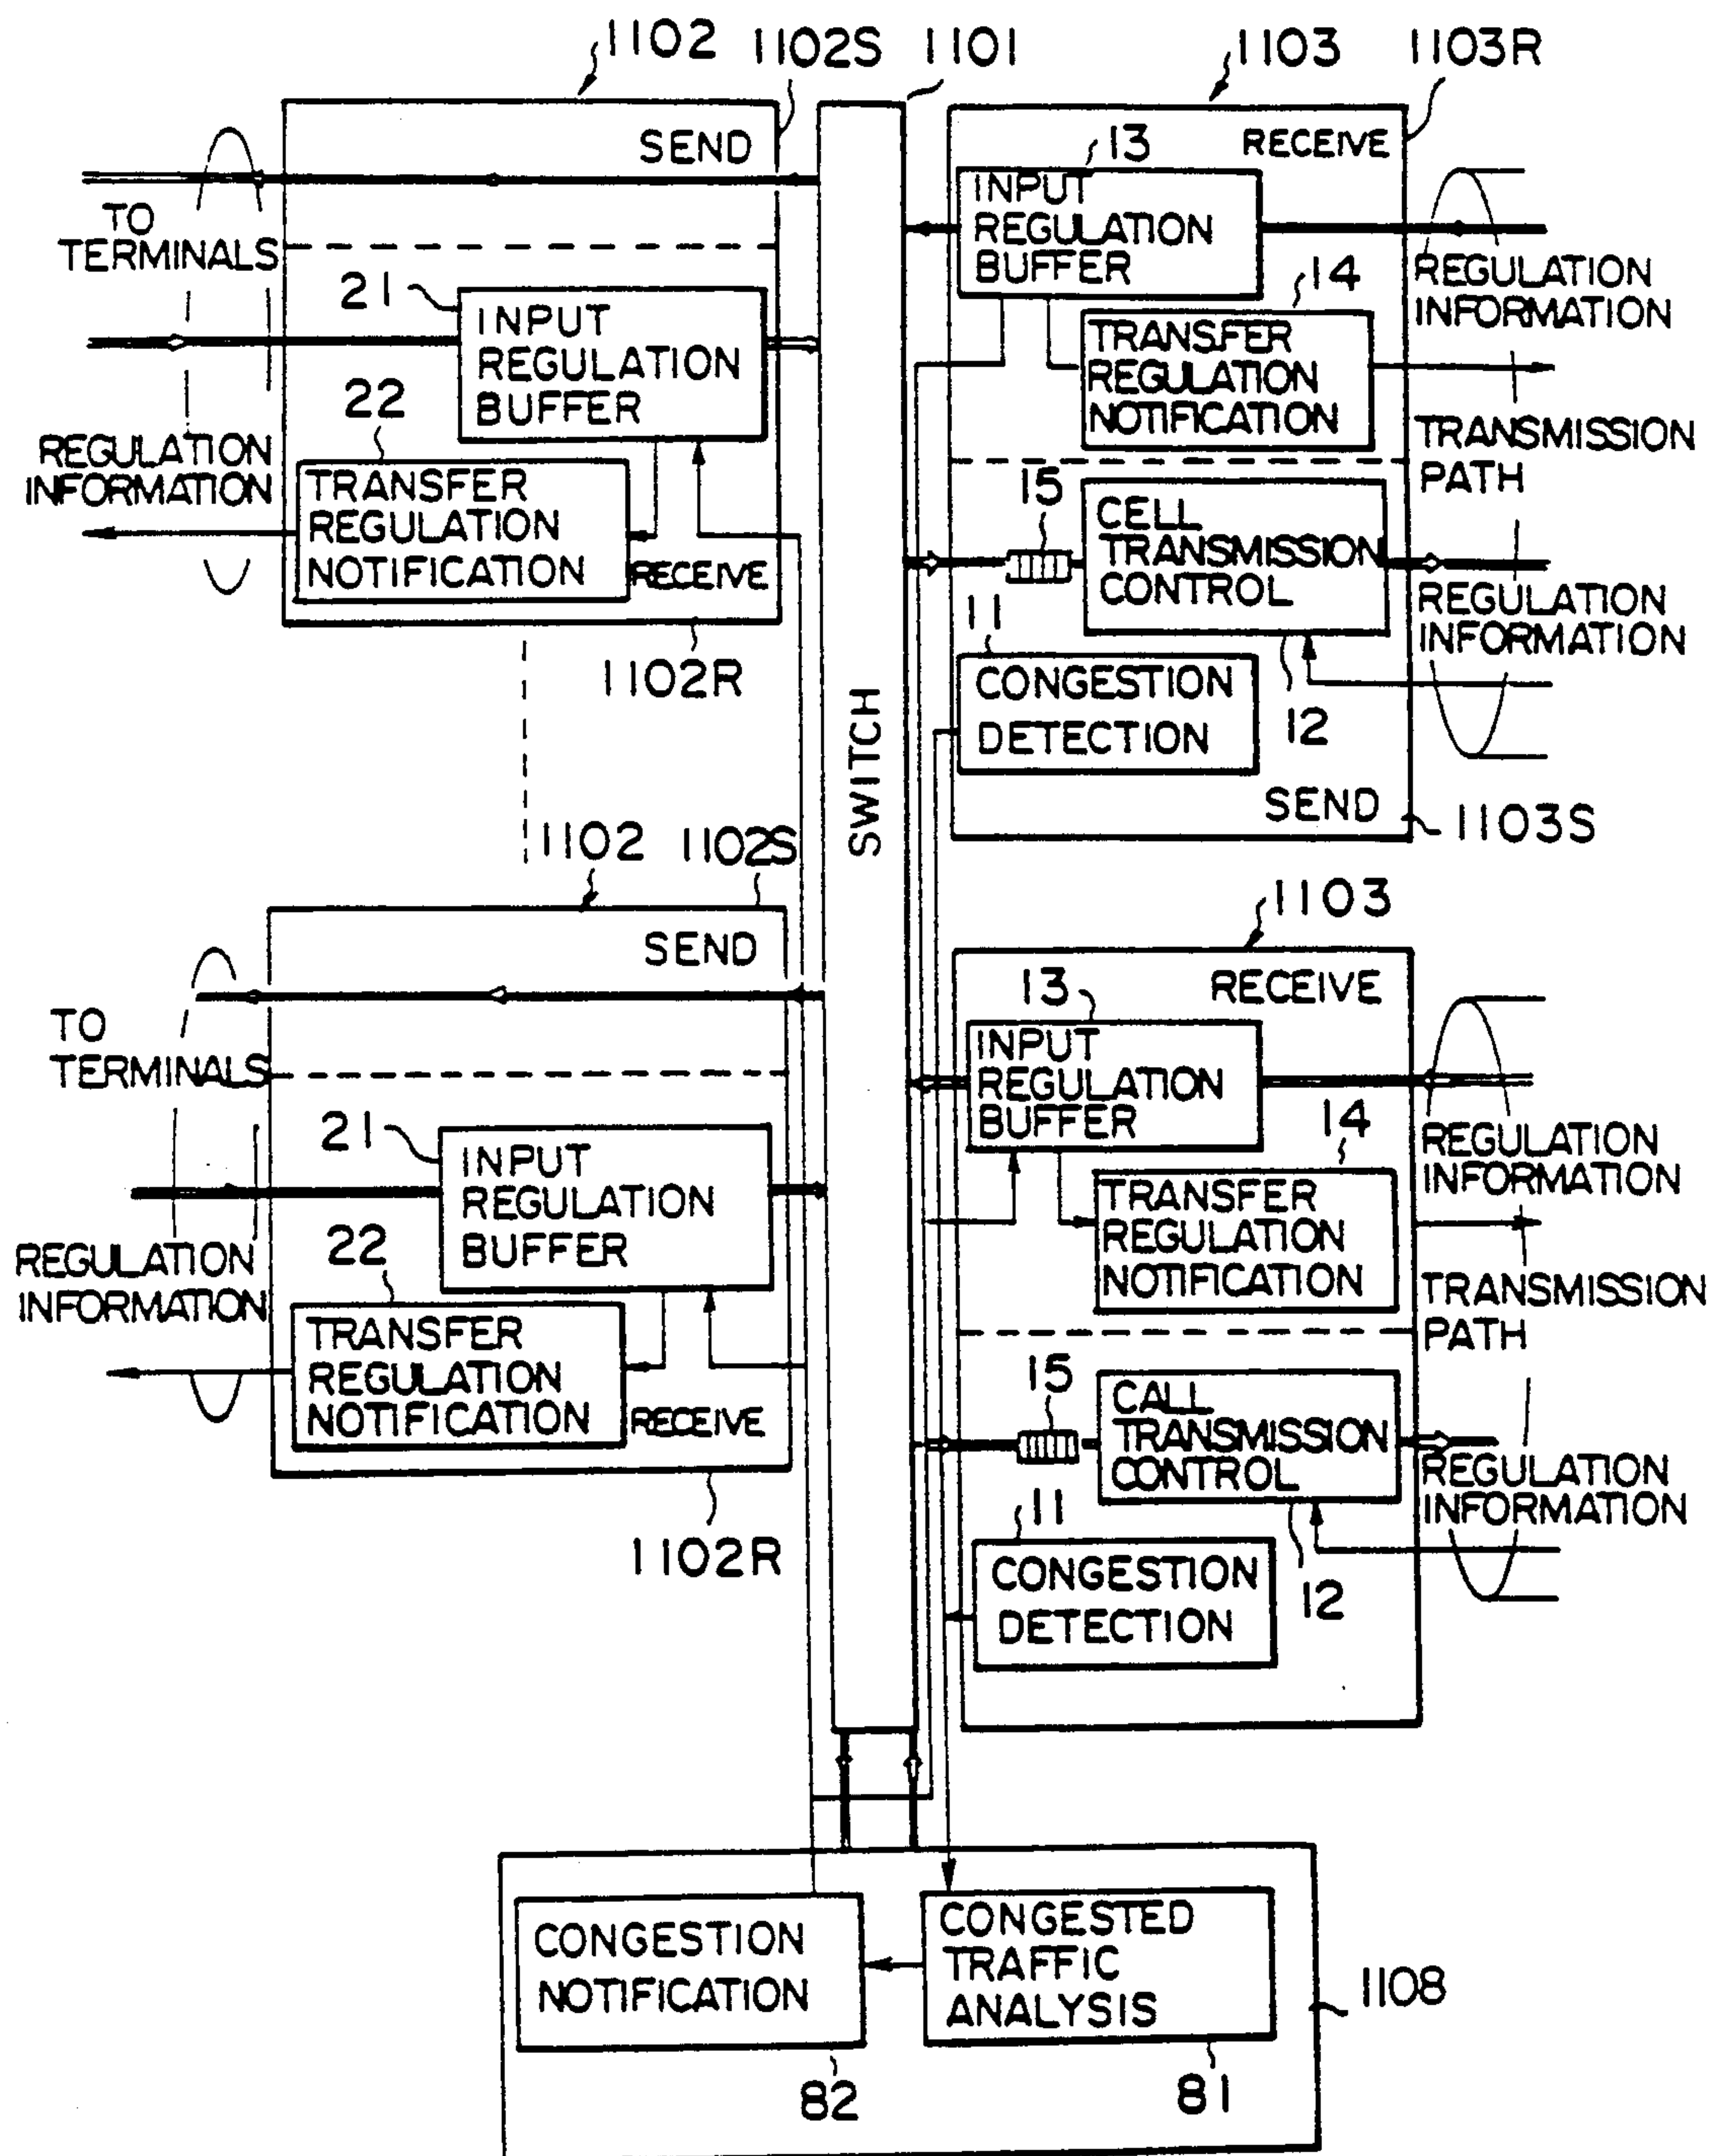 1102
1102S
1101
1103
1103R
SEND
TO
TERMINALS
21
INPUT
REGULATION
BUFFER
22
REGULATION
INFORMATION
TRANSFER
REGULATION
NOTIFICATION
RECEIVE
1102R
SWITCH
RECEIVE
13
INPUT
REGULATION
BUFFER
14
REGULATION
INFORMATION
TRANSFER
REGULATION
NOTIFICATION
TRANSMISSION
PATH
15
CELL
TRANSMISSION
CONTROL
REGULATION
INFORMATION
11
CONGESTION
DETECTION
12
SEND
1103S
1102
1102S
SEND
TO
TERMINALS
21
INPUT
REGULATION
BUFFER
22
REGULATION
INFORMATION
TRANSFER
REGULATION
NOTIFICATION
RECEIVE
1102R
1103
RECEIVE
13
INPUT
REGULATION
BUFFER
14
REGULATION
INFORMATION
TRANSFER
REGULATION
NOTIFICATION
TRANSMISSION
PATH
15
CALL
TRANSMISSION
CONTROL
REGULATION
INFORMATION
11
CONGESTION
DETECTION
12
CONGESTION
NOTIFICATION
82
CONGESTED
TRAFFIC
ANALYSIS
81
1108